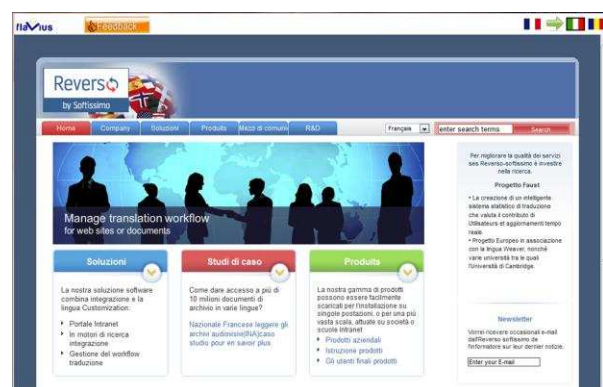 flaVius
Feedback
Reverso
by Softissimo
Home Company Soluzioni Produits Mezzi di comuni R&D Français enter search terms Search
Manage translation workflow
for web sites or documents
Soluzioni
La nostra soluzione software
combina integrazione e la
lingua Customization:
Portale Intranet
In motori di ricerca
integrazione
Gestione del workflow
traduzione
Studi di caso
Come dare accesso a più di
10 milioni documenti di
archivio in varie lingue?
Nazionale Francese leggere gli
archivi audiovisivi(INA)caso
studio pour en savoir plus
Produits
La nostra gamma di prodotti
possono essere facilmente
scaricati per l'installazione su
singole postazioni, o per una più
vasta scala, attuate su società o
scuole Intranet
Prodotti aziendali
Istruzione prodotti
Gli utenti finali prodotti
Per migliorare la qualità dei servizi
ses Reverso-softissimo è investire
nella ricerca.
Progetto Faust
• La creazione di un intelligente
sistema statistico di traduzione
che valuta il contributo di
Utilisateurs et aggiornamenti tempo
reale.
• Progetto Europeo in associazione
con la lingua Weaver, nonché
varie università tra le quali
l'Università di Cambridge.
Newsletter
Vorrei ricevere occasionali e-mail
dall'Reverso softissimo de
l'informatore sur leur dernier notizie.
Enter your E-mail